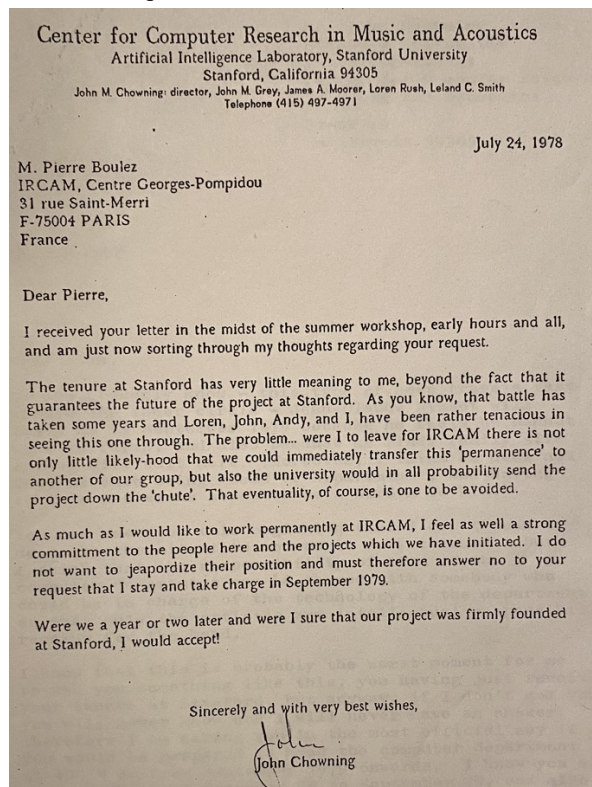 Center for Computer Research in Music and Acoustics
Artificial Intelligence Laboratory, Stanford University
Stanford, California 94305
John M. Chowning: director, John M. Grey, James A. Moorer, Loren Rush, Leland C. Smith
Telephone (415) 497-4971
July 24, 1978
M. Pierre Boulez
IRCAM, Centre Georges-Pompidou
31 rue Saint-Merri
F-75004 PARIS
France
Dear Pierre,
I received your letter in the midst of the summer workshop, early hours and all,
and am just now sorting through my thoughts regarding your request.
The tenure at Stanford has very little meaning to me, beyond the fact that it
guarantees the future of the project at Stanford. As you know, that battle has
taken some years and Loren, John, Andy, and I, have been rather tenacious in
seeing this one through. The problem... were I to leave for IRCAM there is not
only little likely-hood that we could immediately transfer this 'permanence' to
another of our group, but also the university would in all probability send the
project down the 'chute'. That eventuality, of course, is one to be avoided.
As much as I would like to work permanently at IRCAM, I feel as well a strong
committment to the people here and the projects which we have initiated. I do
not want to jeapordize their position and must therefore answer no to your
request that I stay and take charge in September 1979.
Were we a year or two later and were I sure that our project was firmly founded
at Stanford, I would accept!
Sincerely and with very best wishes,
John
John Chowning